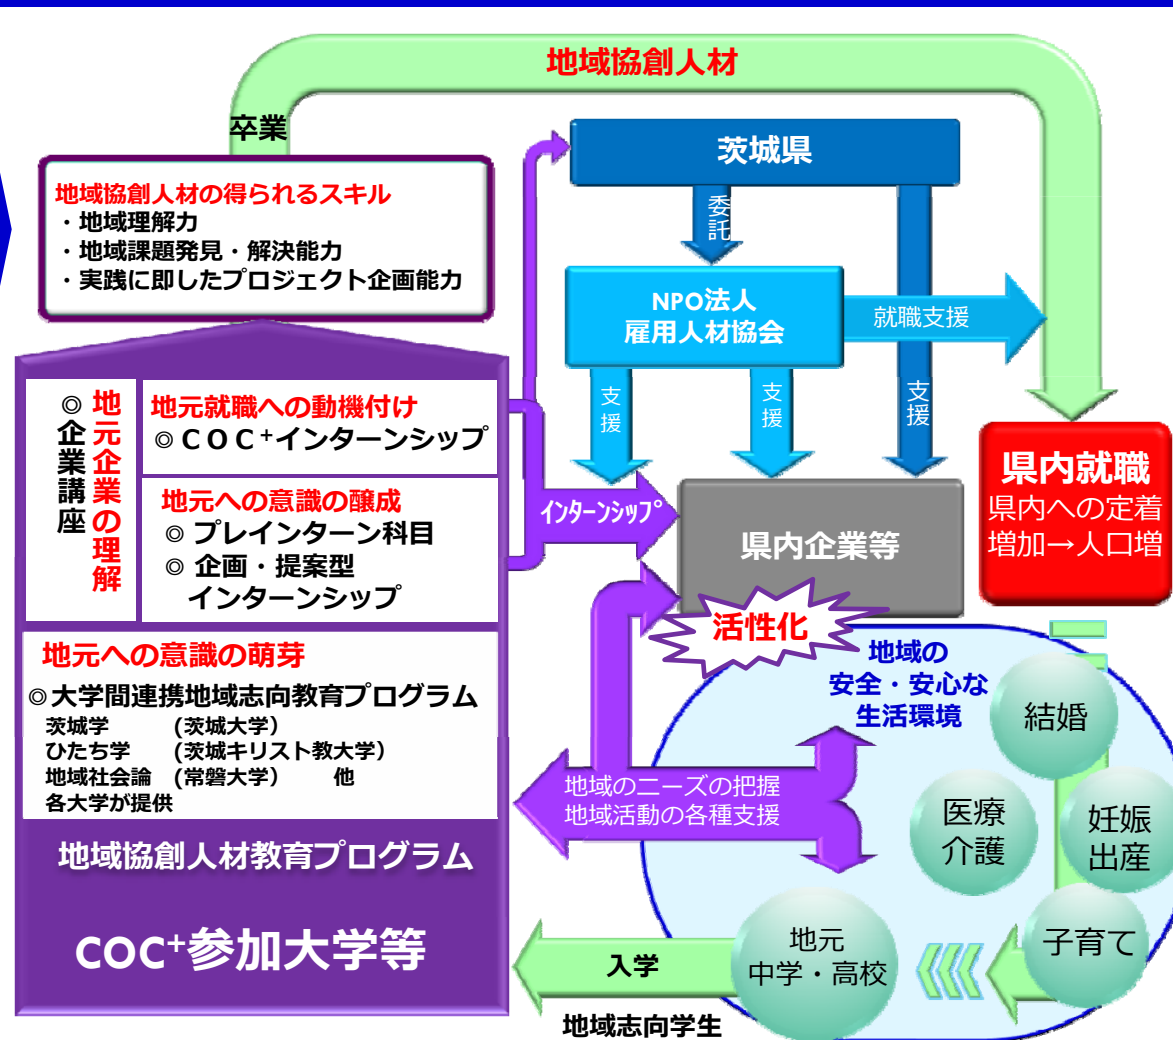 地域協創人材
卒業
地域協創人材の得られるスキル
・地域理解力
・地域課題発見・解決能力
・実践に即したプロジェクト企画能力
茨城県
委託
NPO法人
雇用人材協会
就職支援
支援
支援
支援
県内就職
県内への定着
増加→人口増
地元企業の理解
◎企業講座
地元就職への動機付け
◎ＣＯＣ⁺インターンシップ
地元への意識の醸成
◎ プレインターン科目
◎ 企画・提案型
インターンシップ
ｲﾝﾀｰﾝｼｯﾌﾟ
県内企業等
活性化
地元への意識の萌芽
◎大学間連携地域志向教育プログラム
茨城学 (茨城大学)
ひたち学 (茨城キリスト教大学)
地域社会論 (常磐大学) 他
各大学が提供
地域協創人材教育プログラム
COC⁺参加大学等
地域の
安全・安心な
生活環境
地域のニーズの把握
地域活動の各種支援
結婚
医療
介護
妊娠
出産
子育て
地元
中学・高校
入学
地域志向学生